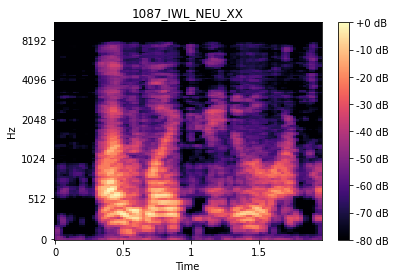 1087_IWL_NEU_XX
Hz
8192
4096
2048
1024
512
0
0
0.5
1
1.5
Time
+0 dB
-10 dB
-20 dB
-30 dB
-40 dB
-50 dB
-60 dB
-70 dB
-80 dB